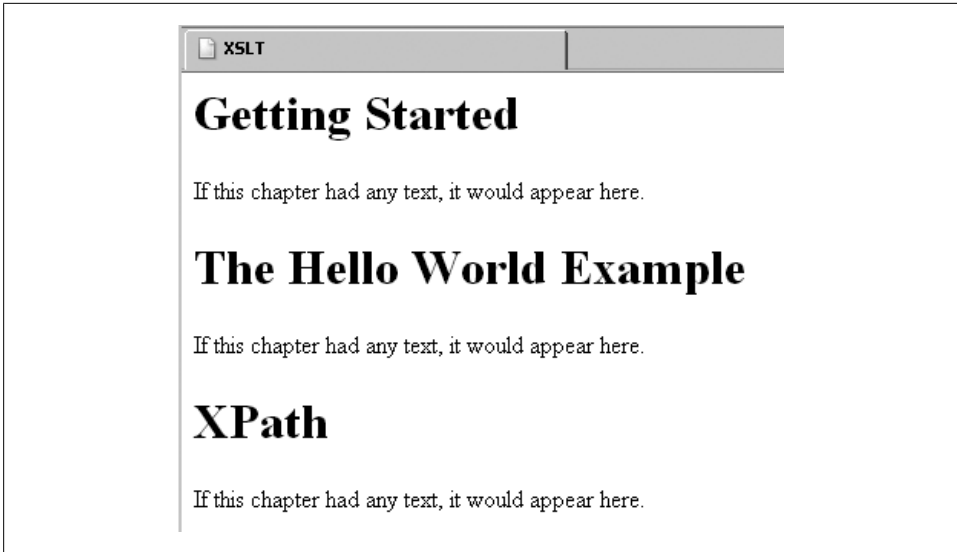 XSLT
Getting Started
If this chapter had any text, it would appear here.
The Hello World Example
If this chapter had any text, it would appear here.
XPath
If this chapter had any text, it would appear here.